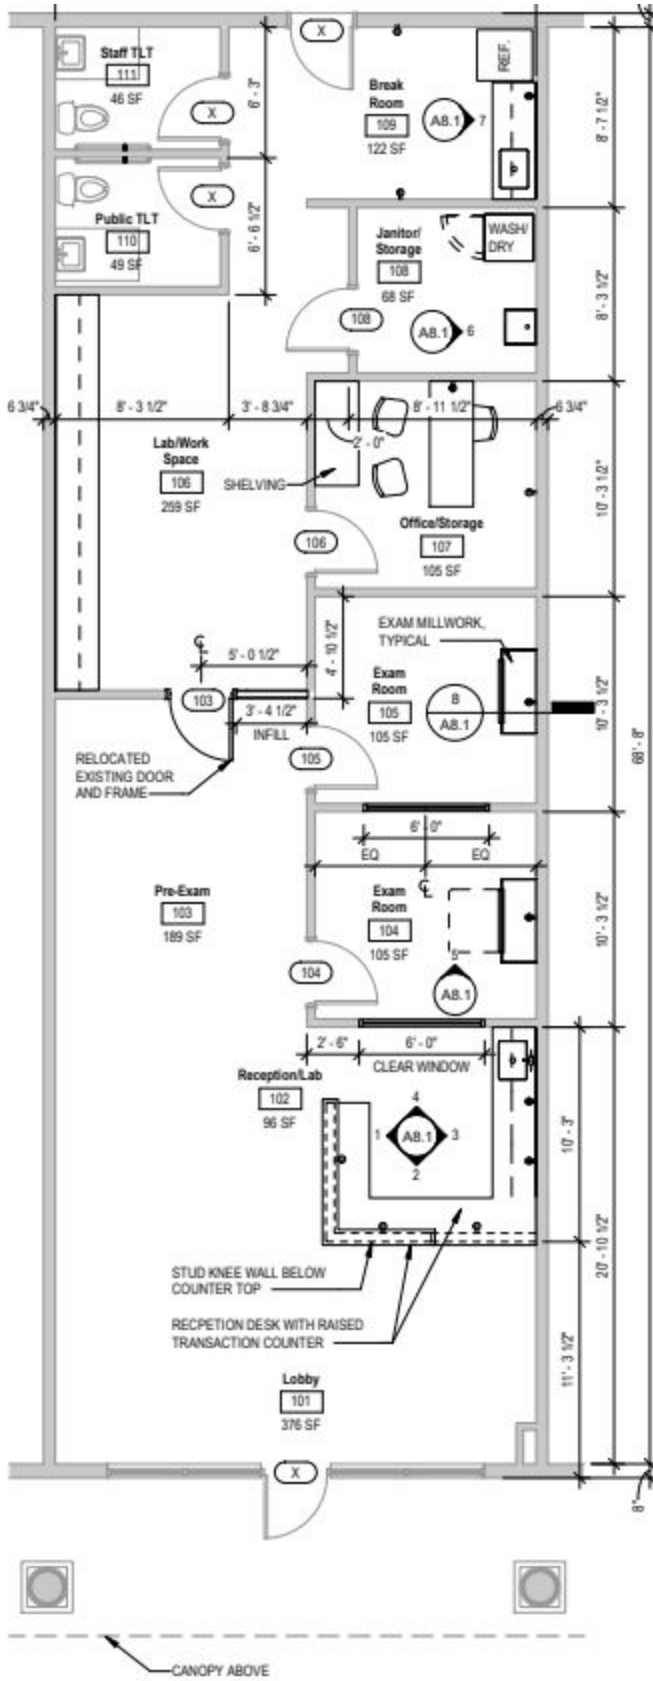 X
Staff TLT
111
46 SF
X
6' - 3"
Break
Room
109
122 SF
A8.1
7
REF.
8' - 7 1/2"
X
Public TLT
110
49 SF
6' - 6 1/2"
Janitor/
Storage
108
68 SF
WASH/
DRY
A8.1
6
108
8' - 3 1/2"
6 3/4"
8' - 3 1/2"
3' - 8 3/4"
8' - 11 1/2"
6 3/4"
2' - 0"
Lab/Work
Space
106
259 SF
SHELVING
106
Office/Storage
107
105 SF
10' - 3 1/2"
4' - 10 1/2"
EXAM MILLWORK,
TYPICAL
5' - 0 1/2"
103
3' - 4 1/2"
INFILL
Exam
Room
105
105 SF
8
A8.1
10' - 3 1/2"
68' - 8"
RELOCATED
EXISTING DOOR
AND FRAME
105
6' - 0"
EQ
EQ
Pre-Exam
103
189 SF
Exam
Room
104
105 SF
5
A8.1
104
10' - 3 1/2"
2' - 6"
6' - 0"
CLEAR WINDOW
Reception/Lab
102
96 SF
4
1
A8.1
3
2
10' - 3"
20' - 10 1/2"
STUD KNEE WALL BELOW
COUNTER TOP
RECPETION DESK WITH RAISED
TRANSACTION COUNTER
11' - 3 1/2"
Lobby
101
376 SF
X
8"
CANOPY ABOVE